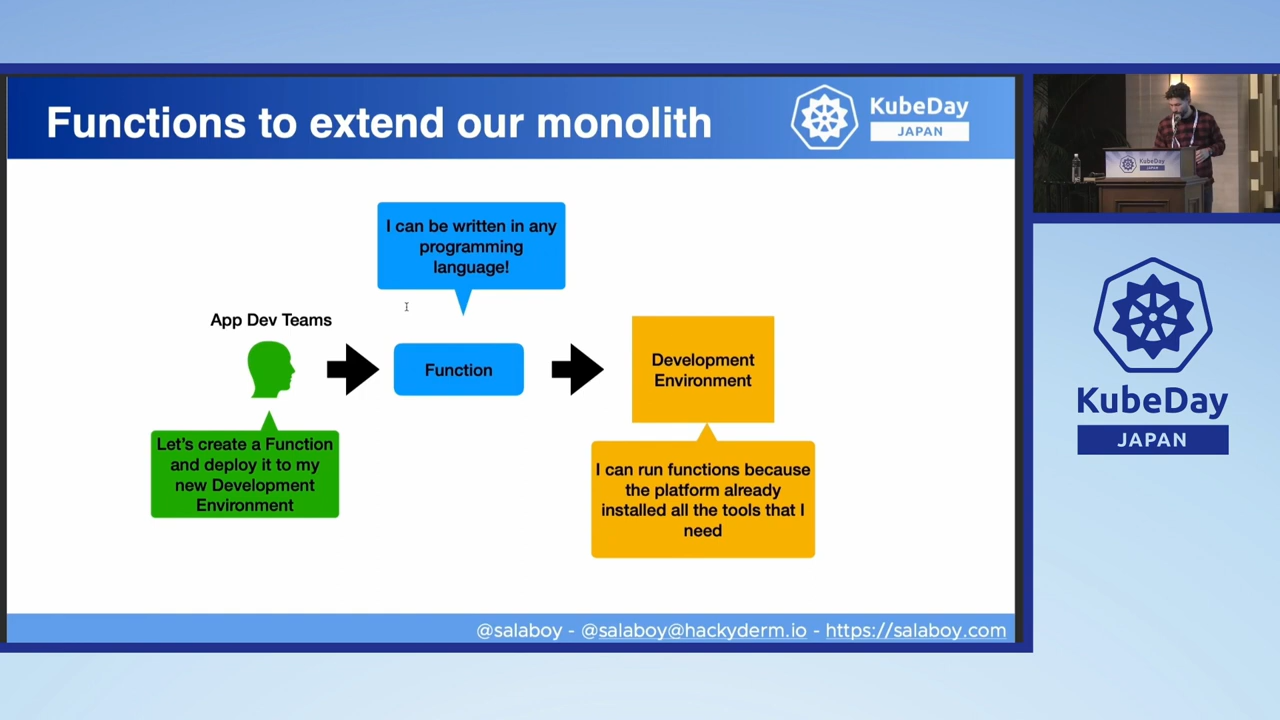 Functions to extend our monolith
KubeDay
JAPAN
I can be written in any
programming
language!
App Dev Teams
Function
Development
Environment
Let's create a Function
and deploy it to my
new Development
Environment
I can run functions because
the platform already
installed all the tools that I
need
@salaboy - @salaboy@hackyderm.io - https://salaboy.com
KubeDay
JAPAN
KubeDay
JAPAN